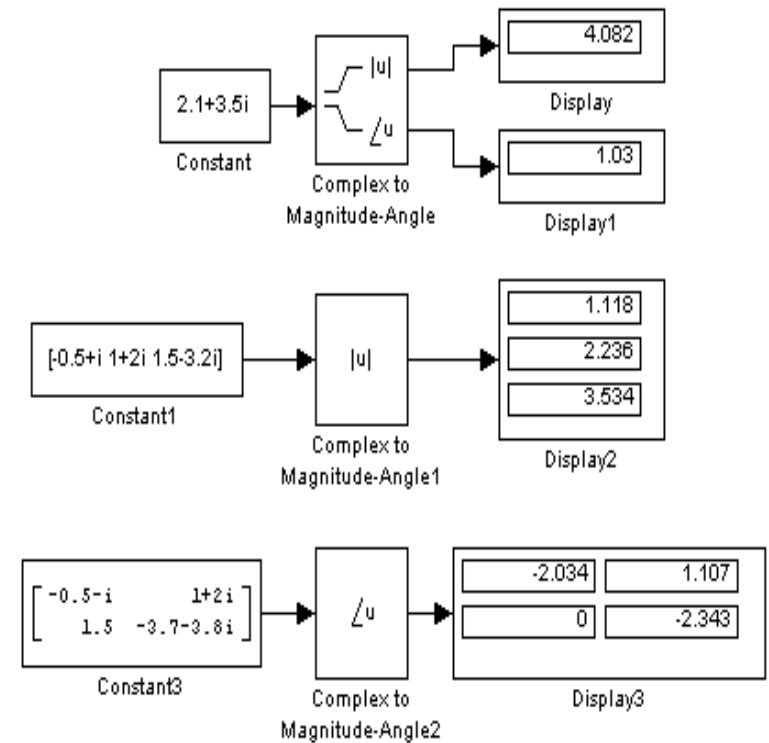 4.082
|u|
2.1+3.5i
∠u
Display
Constant
1.03
Complex to
Magnitude-Angle
Display1
1.118
[-0.5+i 1+2i 1.5-3.2i]
|u|
2.236
3.534
Constant1
Complex to
Magnitude-Angle1
Display2
-0.5-i 1+2i
1.5 -3.7-3.8i
∠u
-2.034 1.107
0 -2.343
Constant3
Complex to
Magnitude-Angle2
Display3